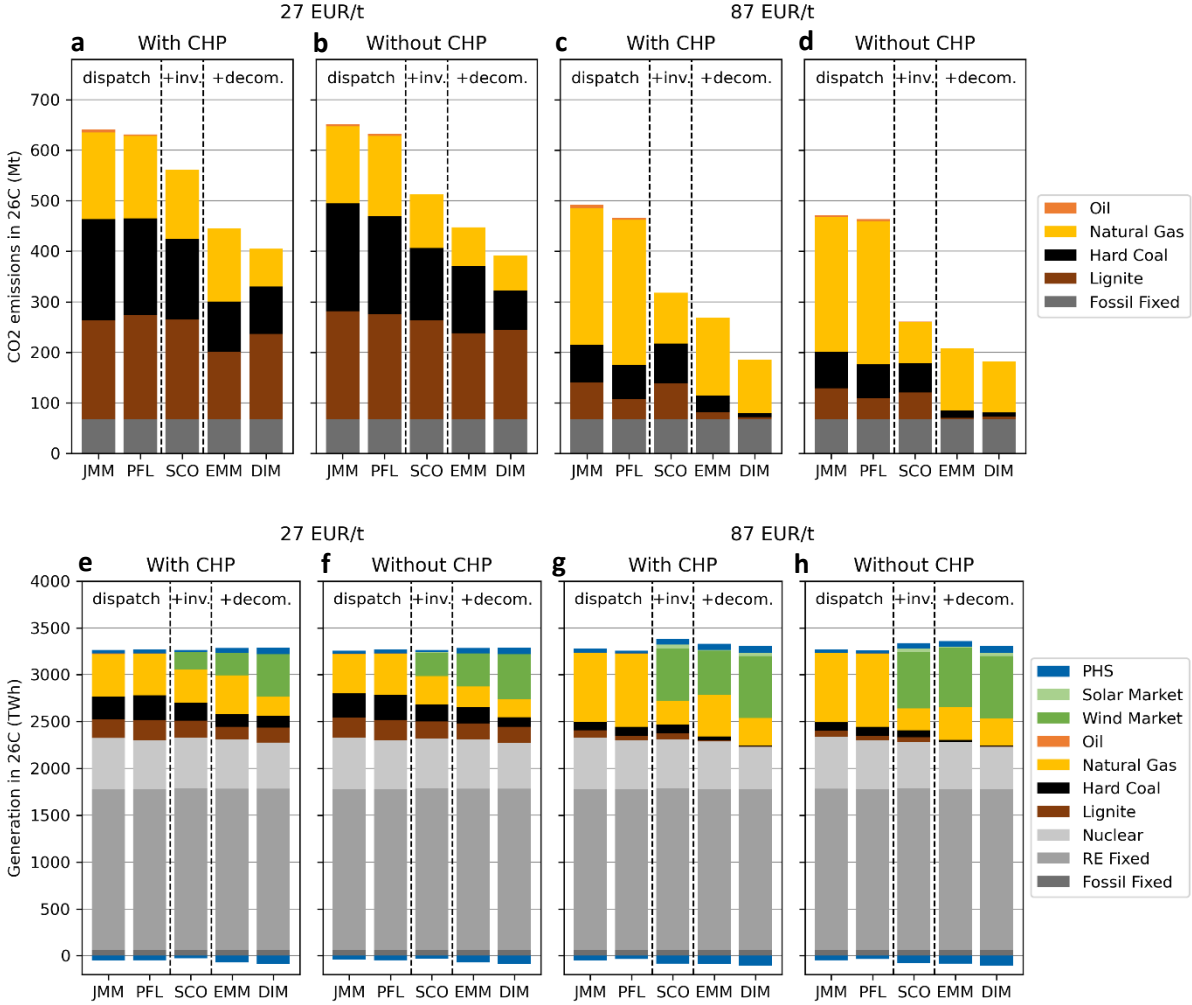 27 EUR/t
87 EUR/t
a With CHP
b Without CHP
c With CHP
d Without CHP
dispatch +inv. +decom.
dispatch +inv. +decom.
dispatch +inv. +decom.
dispatch +inv. +decom.
CO2 emissions in 26C (Mt)
700
600
500
400
300
200
100
0
JMM PFL SCO EMM DIM
JMM PFL SCO EMM DIM
JMM PFL SCO EMM DIM
JMM PFL SCO EMM DIM
Oil
Natural Gas
Hard Coal
Lignite
Fossil Fixed
27 EUR/t
87 EUR/t
e With CHP
f Without CHP
g With CHP
h Without CHP
dispatch +inv. +decom.
dispatch +inv. +decom.
dispatch +inv. +decom.
dispatch +inv. +decom.
Generation in 26C (TWh)
4000
3500
3000
2500
2000
1500
1000
500
0
JMM PFL SCO EMM DIM
JMM PFL SCO EMM DIM
JMM PFL SCO EMM DIM
JMM PFL SCO EMM DIM
PHS
Solar Market
Wind Market
Oil
Natural Gas
Hard Coal
Lignite
Nuclear
RE Fixed
Fossil Fixed